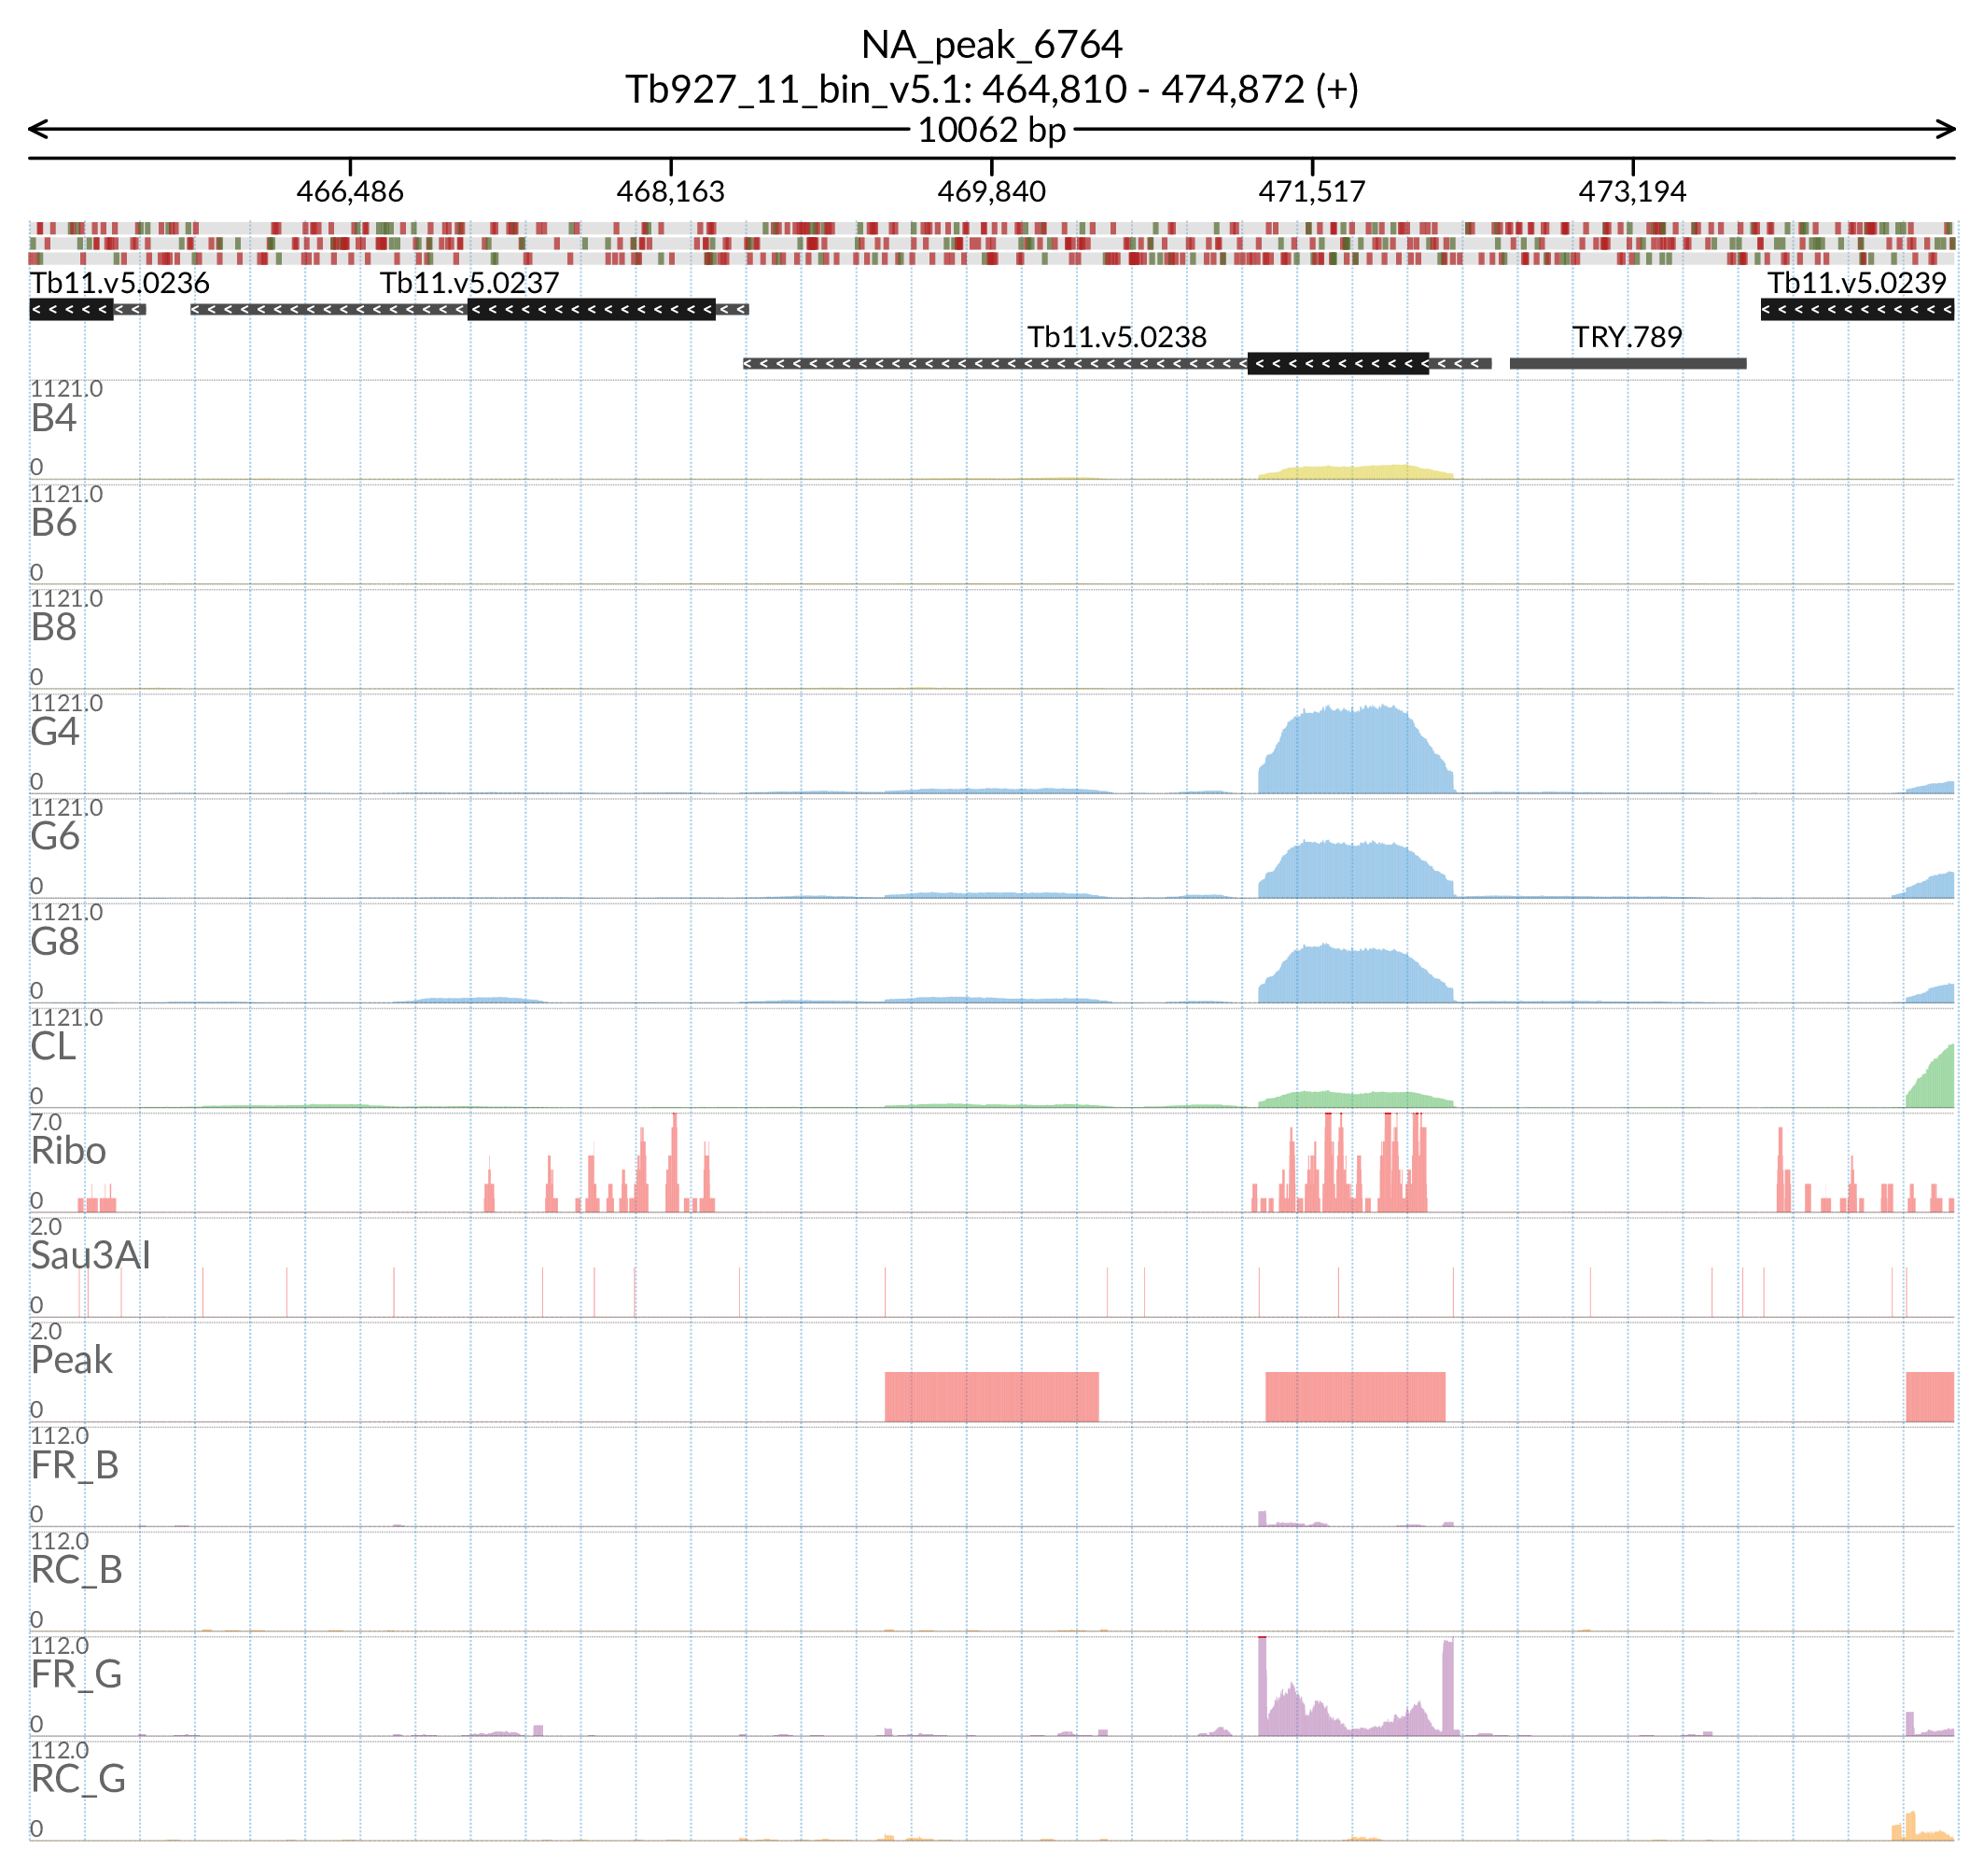 NA_peak_6764
Tb927_11_bin_v5.1: 464,810 - 474,872 (+)
10062 bp
466,486 468,163 469,840 471,517 473,194
Tb11.v5.0236 Tb11.v5.0237 Tb11.v5.0239
Tb11.v5.0238 TRY.789
1121.0
B4
0
1121.0
B6
0
1121.0
B8
0
1121.0
G4
0
1121.0
G6
0
1121.0
G8
0
1121.0
CL
0
7.0
Ribo
0
2.0
Sau3AI
0
2.0
Peak
0
112.0
FR_B
0
112.0
RC_B
0
112.0
FR_G
0
112.0
RC_G
0